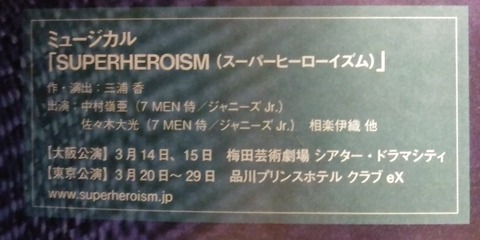 ミュージカル
「SUPERHEROISM（スーパーヒーローイズム）」
作・演出：三浦 香
出演：中村嶺亜（7 MEN 侍／ジャニーズ Jr.）
佐々木大光（7 MEN 侍／ジャニーズ Jr.） 相楽伊織 他
【大阪公演】3月14日、15日 梅田芸術劇場 シアター・ドラマシティ
【東京公演】3月20日〜29日 品川プリンスホテル クラブ eX
www.superheroism.jp